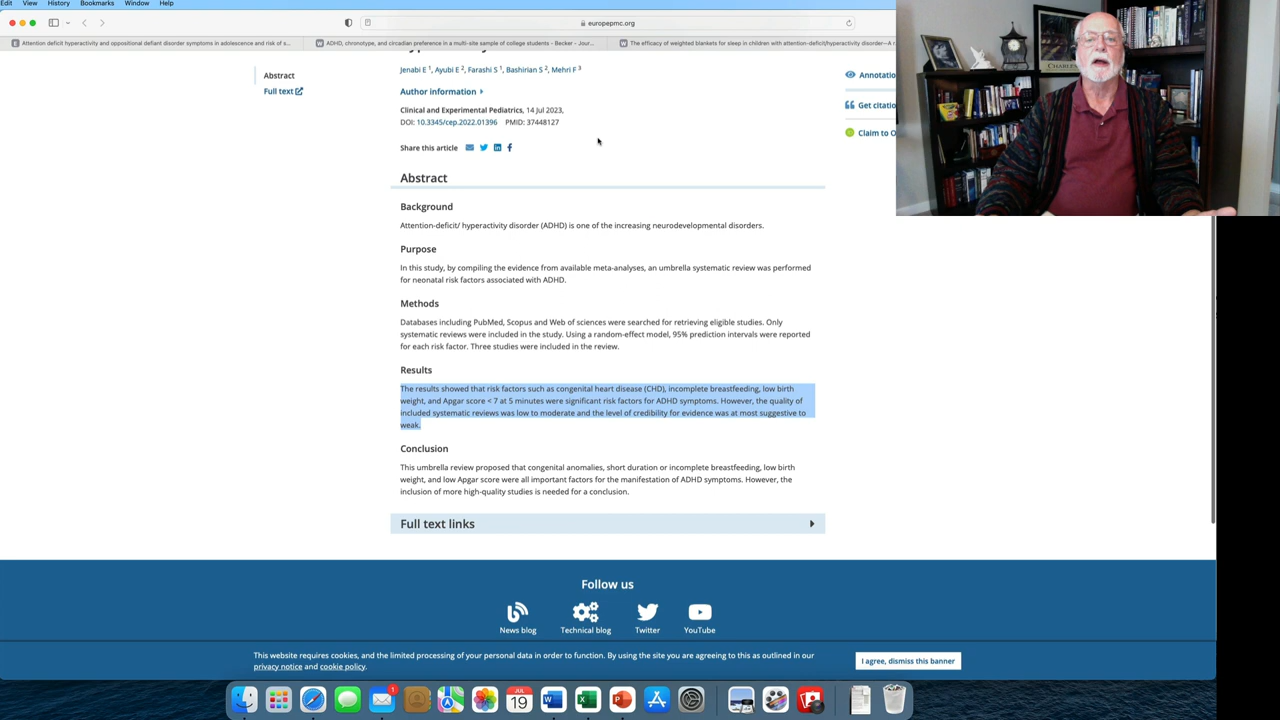 Edit View History Bookmarks Window Help
europepmc.org
Attention deficit hyperactivity and oppositional defiant disorder symptoms in adolescence and risk of s...
ADHD, chronotype, and circadian preference in a multi-site sample of college students - Becker - Jour...
The efficacy of weighted blankets for sleep in children with attention-deficit/hyperactivity disorder—A r
Abstract
Full text
Jenabi E 1, Ayubi E 2, Farashi S 1, Bashirian S 2, Mehri F 3
Author information
Clinical and Experimental Pediatrics, 14 Jul 2023,
DOI: 10.3345/cep.2022.01396 PMID: 37448127
Share this article
Annotatio
Get citatio
Claim to O
Abstract
Background
Attention-deficit/ hyperactivity disorder (ADHD) is one of the increasing neurodevelopmental disorders.
Purpose
In this study, by compiling the evidence from available meta-analyses, an umbrella systematic review was performed
for neonatal risk factors associated with ADHD.
Methods
Databases including PubMed, Scopus and Web of sciences were searched for retrieving eligible studies. Only
systematic reviews were included in the study. Using a random-effect model, 95% prediction intervals were reported
for each risk factor. Three studies were included in the review.
Results
The results showed that risk factors such as congenital heart disease (CHD), incomplete breastfeeding, low birth
weight, and Apgar score < 7 at 5 minutes were significant risk factors for ADHD symptoms. However, the quality of
included systematic reviews was low to moderate and the level of credibility for evidence was at most suggestive to
weak.
Conclusion
This umbrella review proposed that congenital anomalies, short duration or incomplete breastfeeding, low birth
weight, and low Apgar score were all important factors for the manifestation of ADHD symptoms. However, the
inclusion of more high-quality studies is needed for a conclusion.
Full text links
Follow us
News blog
Technical blog
Twitter
YouTube
This website requires cookies, and the limited processing of your personal data in order to function. By using the site you are agreeing to this as outlined in our
privacy notice and cookie policy.
I agree, dismiss this banner
1
JUL
19